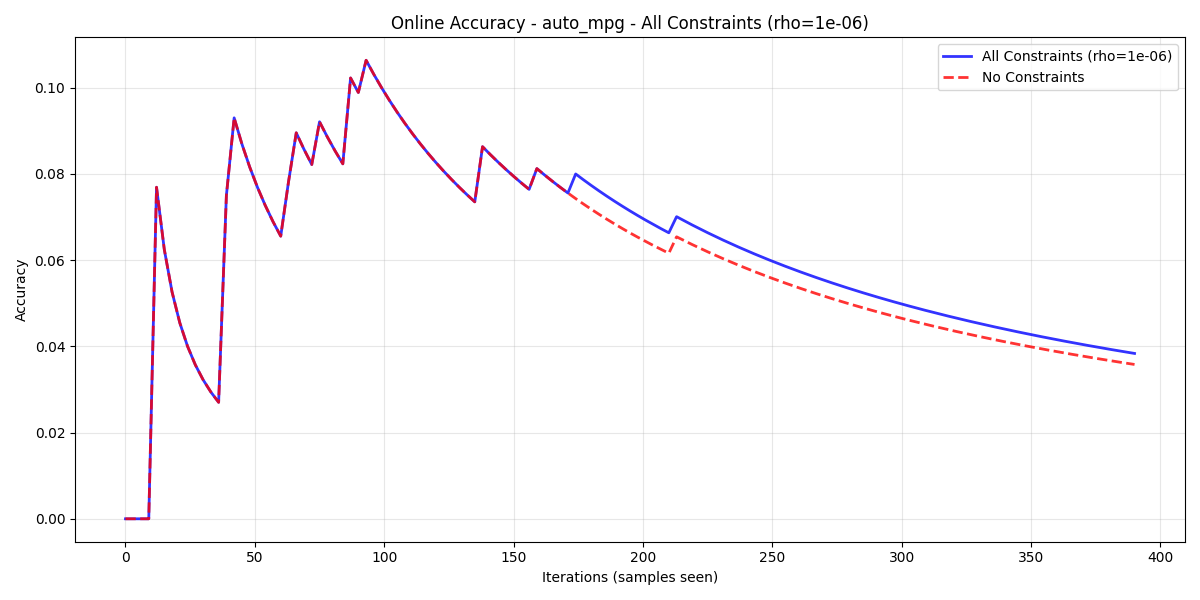 Online Accuracy - auto_mpg - All Constraints (rho=1e-06)
All Constraints (rho=1e-06)
No Constraints
Accuracy
0.10
0.08
0.06
0.04
0.02
0.00
0 50 100 150 200 250 300 350 400
Iterations (samples seen)